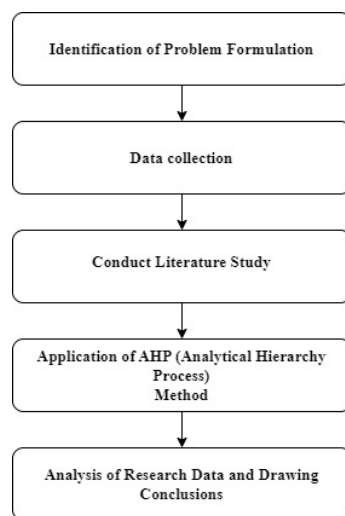 Identification of Problem Formulation
Data collection
Conduct Literature Study
Application of AHP (Analytical Hierarchy
Process)
Method
Analysis of Research Data and Drawing
Conclusions